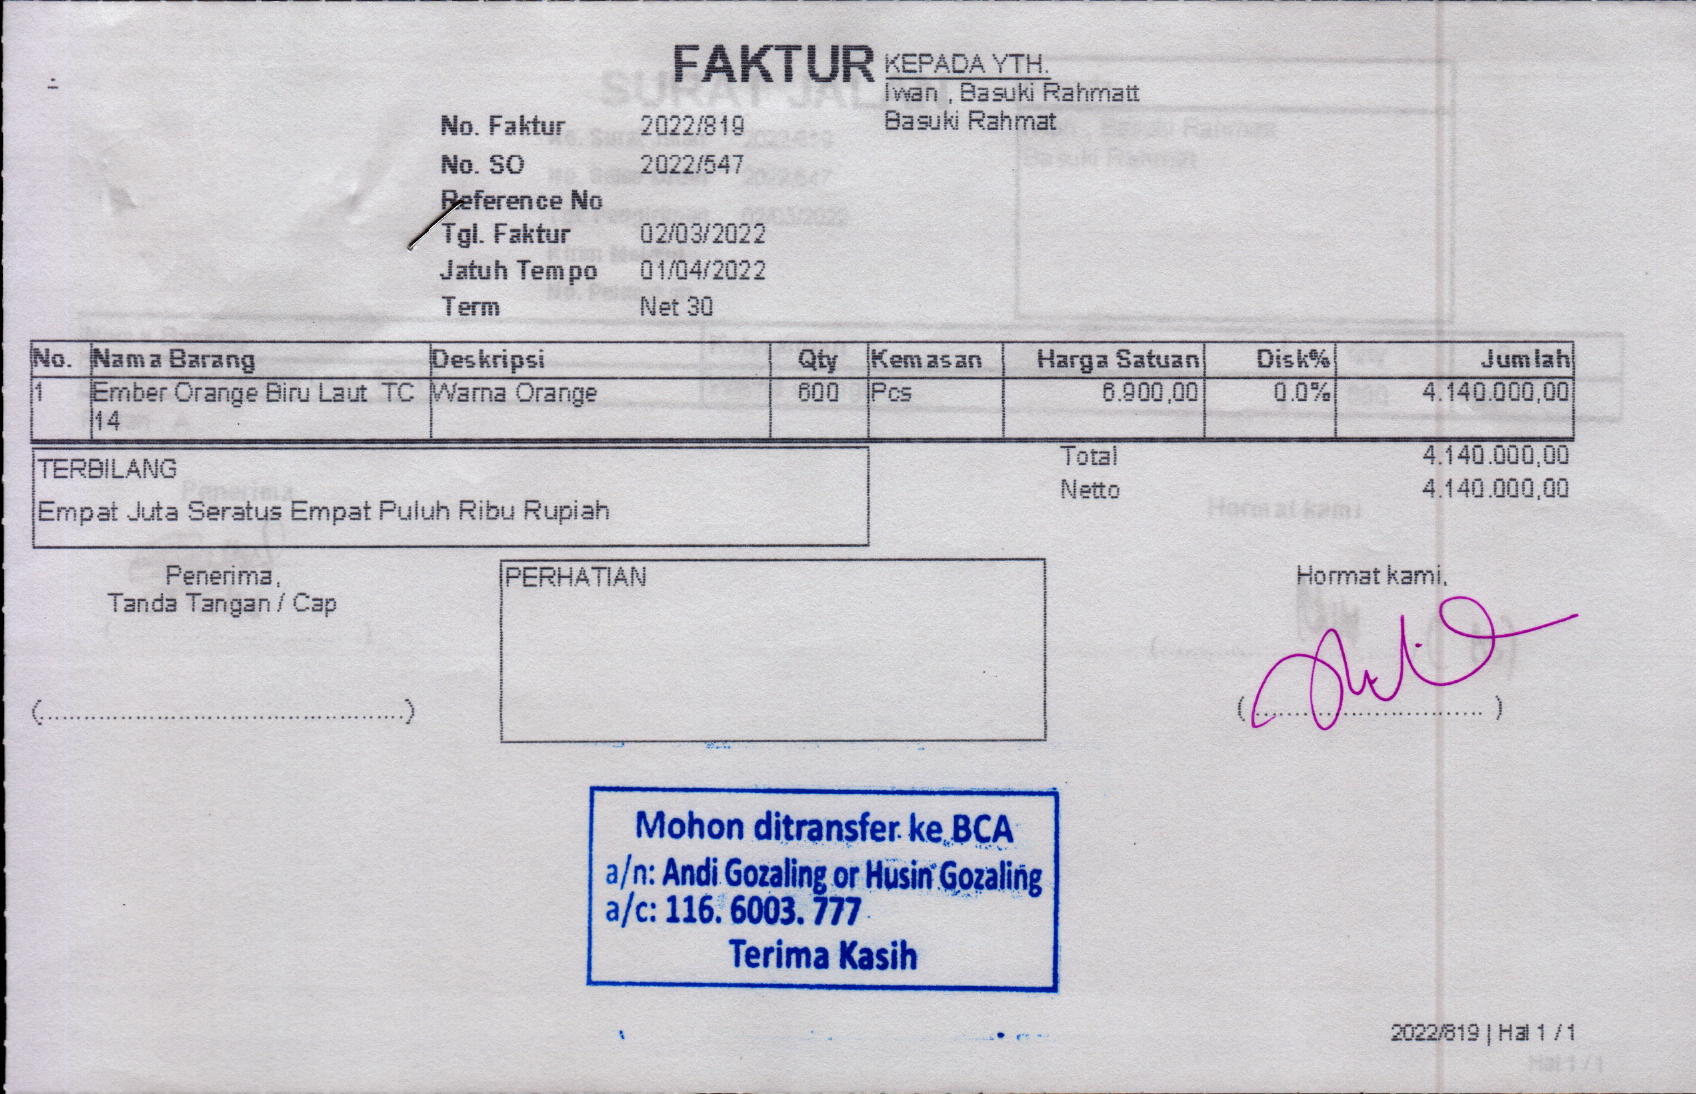 FAKTUR
KEPADA YTH.
Iwan , Basuki Rahmatt
Basuki Rahmat
No. Faktur 2022/819
No. SO 2022/547
Reference No
Tgl. Faktur 02/03/2022
Jatuh Tempo 01/04/2022
Term Net 30
No. Nama Barang Deskripsi Qty Kemasan Harga Satuan Disk% Jumlah
1 Ember Orange Biru Laut TC Warna Orange 600 Pcs 6.900,00 0.0% 4.140.000,00
14
Total 4.140.000,00
TERBILANG
Netto 4.140.000,00
Empat Juta Seratus Empat Puluh Ribu Rupiah
Penerima,
Tanda Tangan / Cap
PERHATIAN
Hormat kami,
(................................................)
(.............................. )
Mohon ditransfer ke BCA
a/n: Andi Gozaling or Husin Gozaling
a/c: 116. 6003. 777
Terima Kasih
2022/819 | Hal 1 / 1